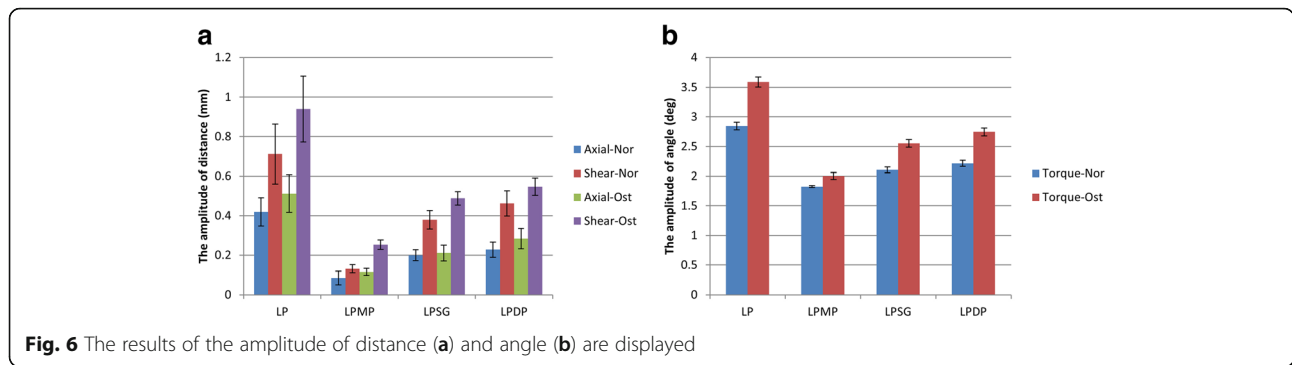 a
The amplitude of distance (mm)
1.2
1
0.8
0.6
0.4
0.2
0
LP
LPMP
LPSG
LPDP
Axial-Nor
Shear-Nor
Axial-Ost
Shear-Ost
b
The amplitude of angle (deg)
4
3.5
3
2.5
2
1.5
1
0.5
0
LP
LPMP
LPSG
LPDP
Torque-Nor
Torque-Ost
Fig. 6 The results of the amplitude of distance (a) and angle (b) are displayed